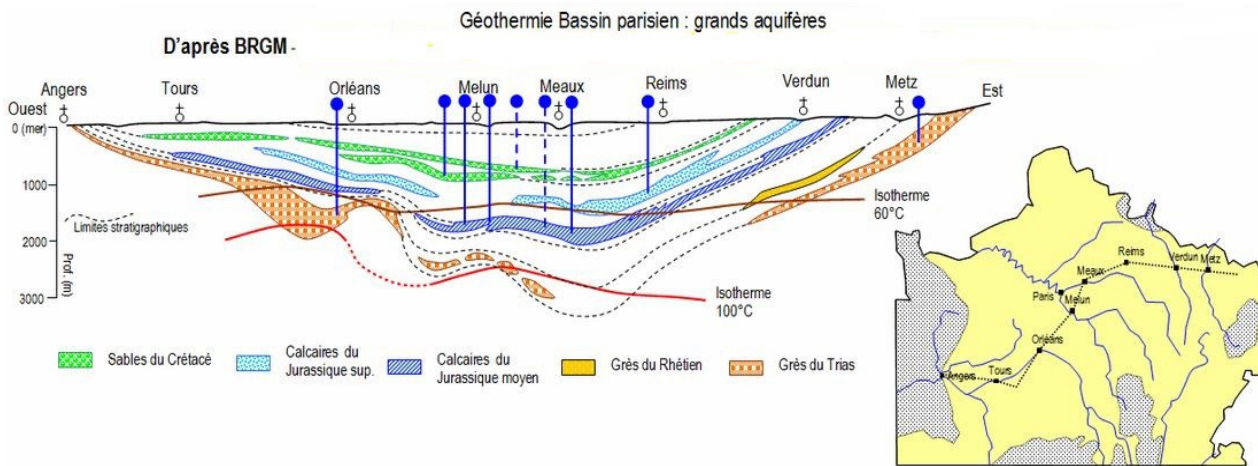 Géothermie Bassin parisien : grands aquifères
D'après BRGM -
Angers
Tours
Orléans
Melun
Meaux
Reims
Verdun
Metz
Ouest
Est
0 (mer)
1000
2000
3000
Prof. (m)
Limites stratigraphiques
Isotherme
60°C
Isotherme
100°C
Sables du Crétacé
Calcaires du
Jurassique sup.
Calcaires du
Jurassique moyen
Grès du Rhétien
Grès du Trias
Reims
Verdun
Metz
Meaux
Paris
Melun
Orléans
Angers
Tours